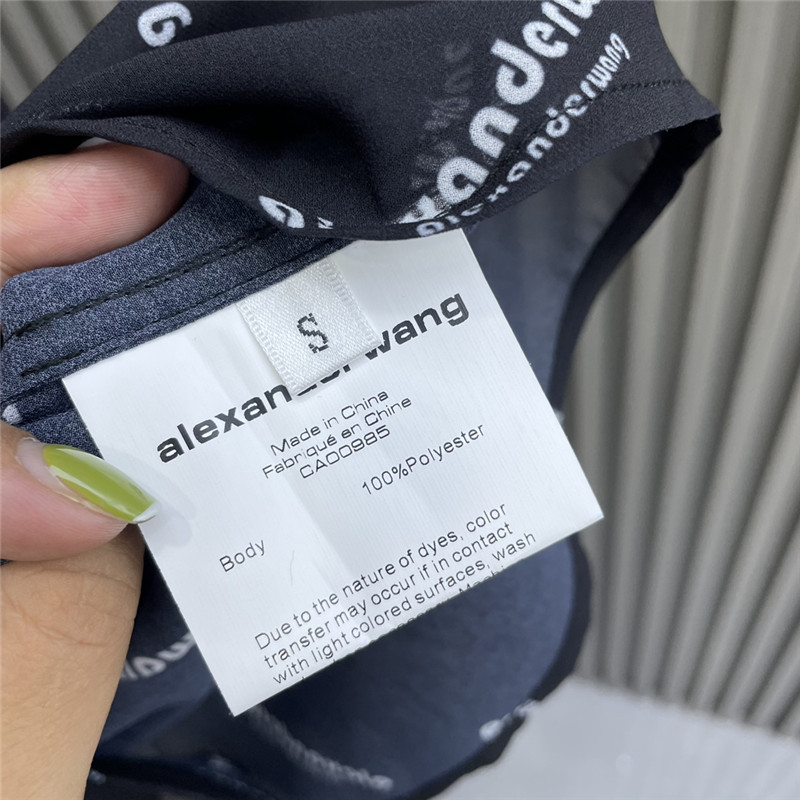 G
anderw
alexanderwang
G
S
alexanderwang
Made in China
Fabriqué en Chine
CA00985
100%Polyester
Body
Due to the nature of dyes, color
transfer may occur if in contact
with light colored surfaces, wash